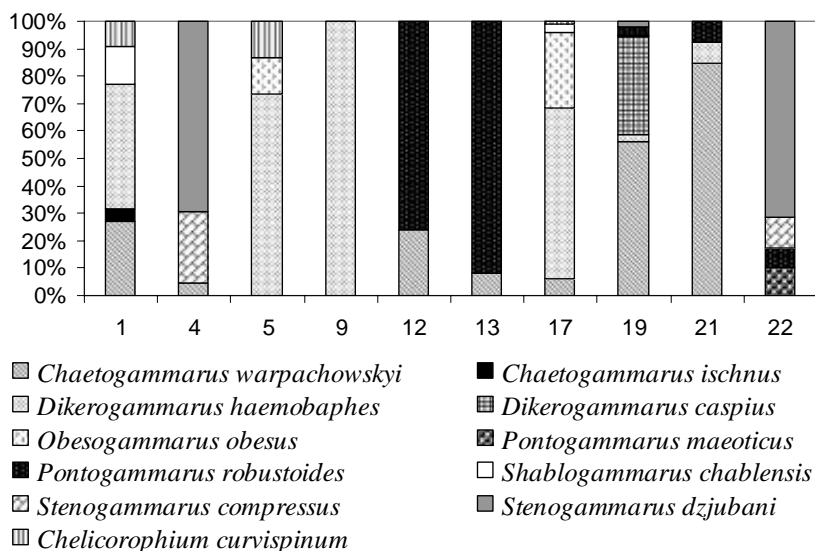 100%
90%
80%
70%
60%
50%
40%
30%
20%
10%
0%
1 4 5 9 12 13 17 19 21 22
Chaetogammarus warpachowskyi Chaetogammarus ischnus
Dikerogammarus haemobaphes Dikerogammarus caspius
Obesogammarus obesus Pontogammarus maeoticus
Pontogammarus robustoides Shablogammarus chablensis
Stenogammarus compressus Stenogammarus dzjubani
Chelicorophium curvispinum